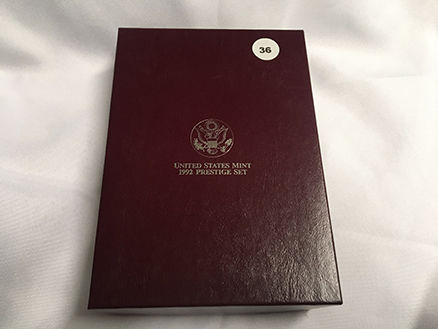 36
UNITED STATES MINT
1992 PRESTIGE SET